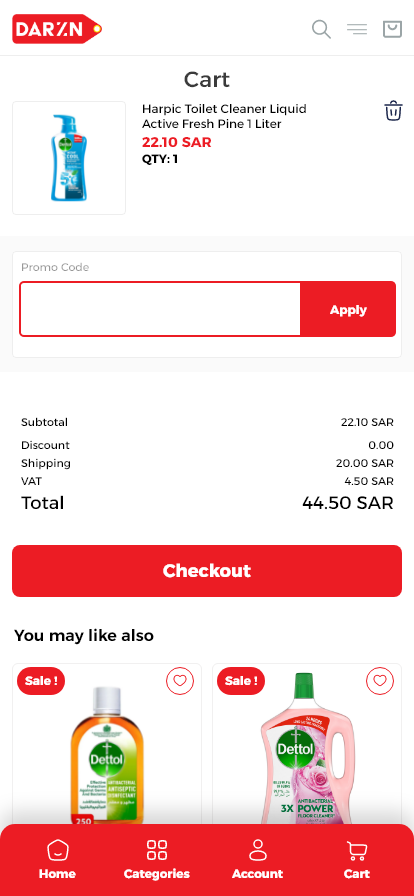 DARZN
Cart
Harpic Toilet Cleaner Liquid
Active Fresh Pine 1 Liter
22.10 SAR
QTY: 1
Dettol
COOL
Promo Code
Apply
Subtotal 22.10 SAR
Discount 0.00
Shipping 20.00 SAR
VAT 4.50 SAR
Total 44.50 SAR
Checkout
You may like also
Sale !
Sale !
Dettol
ANTIBACTERIAL
ANTISEPTIC
DISINFECTANT
250
Dettol
ANTIBACTERIAL
3X POWER
FLOOR CLEANER
Home
Categories
Account
Cart